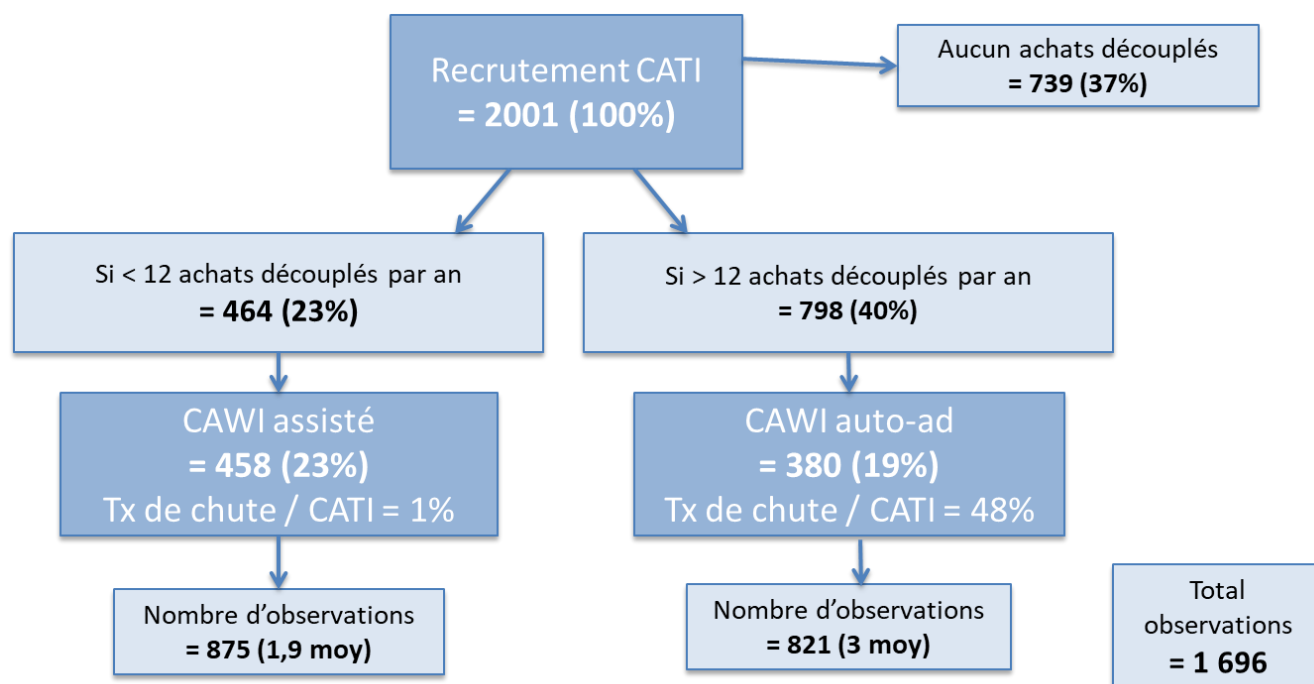 Recrutement CATI
= 2001 (100%)
Aucun achats découplés
= 739 (37%)
Si < 12 achats découplés par an
= 464 (23%)
Si > 12 achats découplés par an
= 798 (40%)
CAWI assisté
= 458 (23%)
Tx de chute / CATI = 1%
CAWI auto-ad
= 380 (19%)
Tx de chute / CATI = 48%
Nombre d’observations
= 875 (1,9 moy)
Nombre d’observations
= 821 (3 moy)
Total
observations
= 1 696